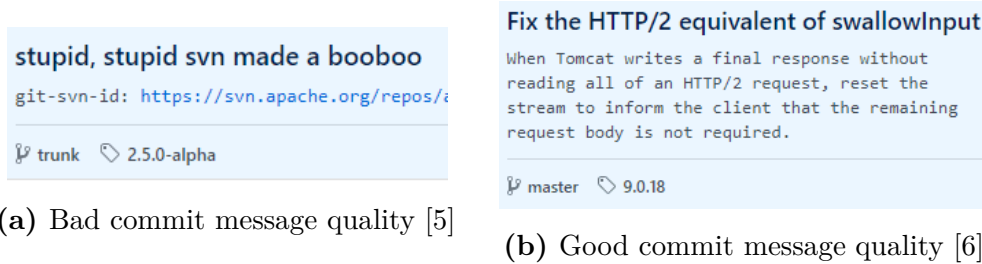 stupid, stupid svn made a booboo
git-svn-id: https://svn.apache.org/repos/a
trunk 2.5.0-alpha
(a) Bad commit message quality [5]
Fix the HTTP/2 equivalent of swallowInput
When Tomcat writes a final response without
reading all of an HTTP/2 request, reset the
stream to inform the client that the remaining
request body is not required.
master 9.0.18
(b) Good commit message quality [6]